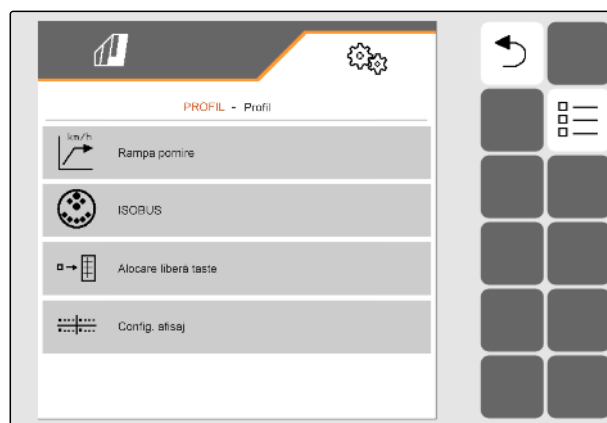 PROFIL - Profil
km/h
Rampa pornire
ISOBUS
Alocare liberă taste
Config. afisaj